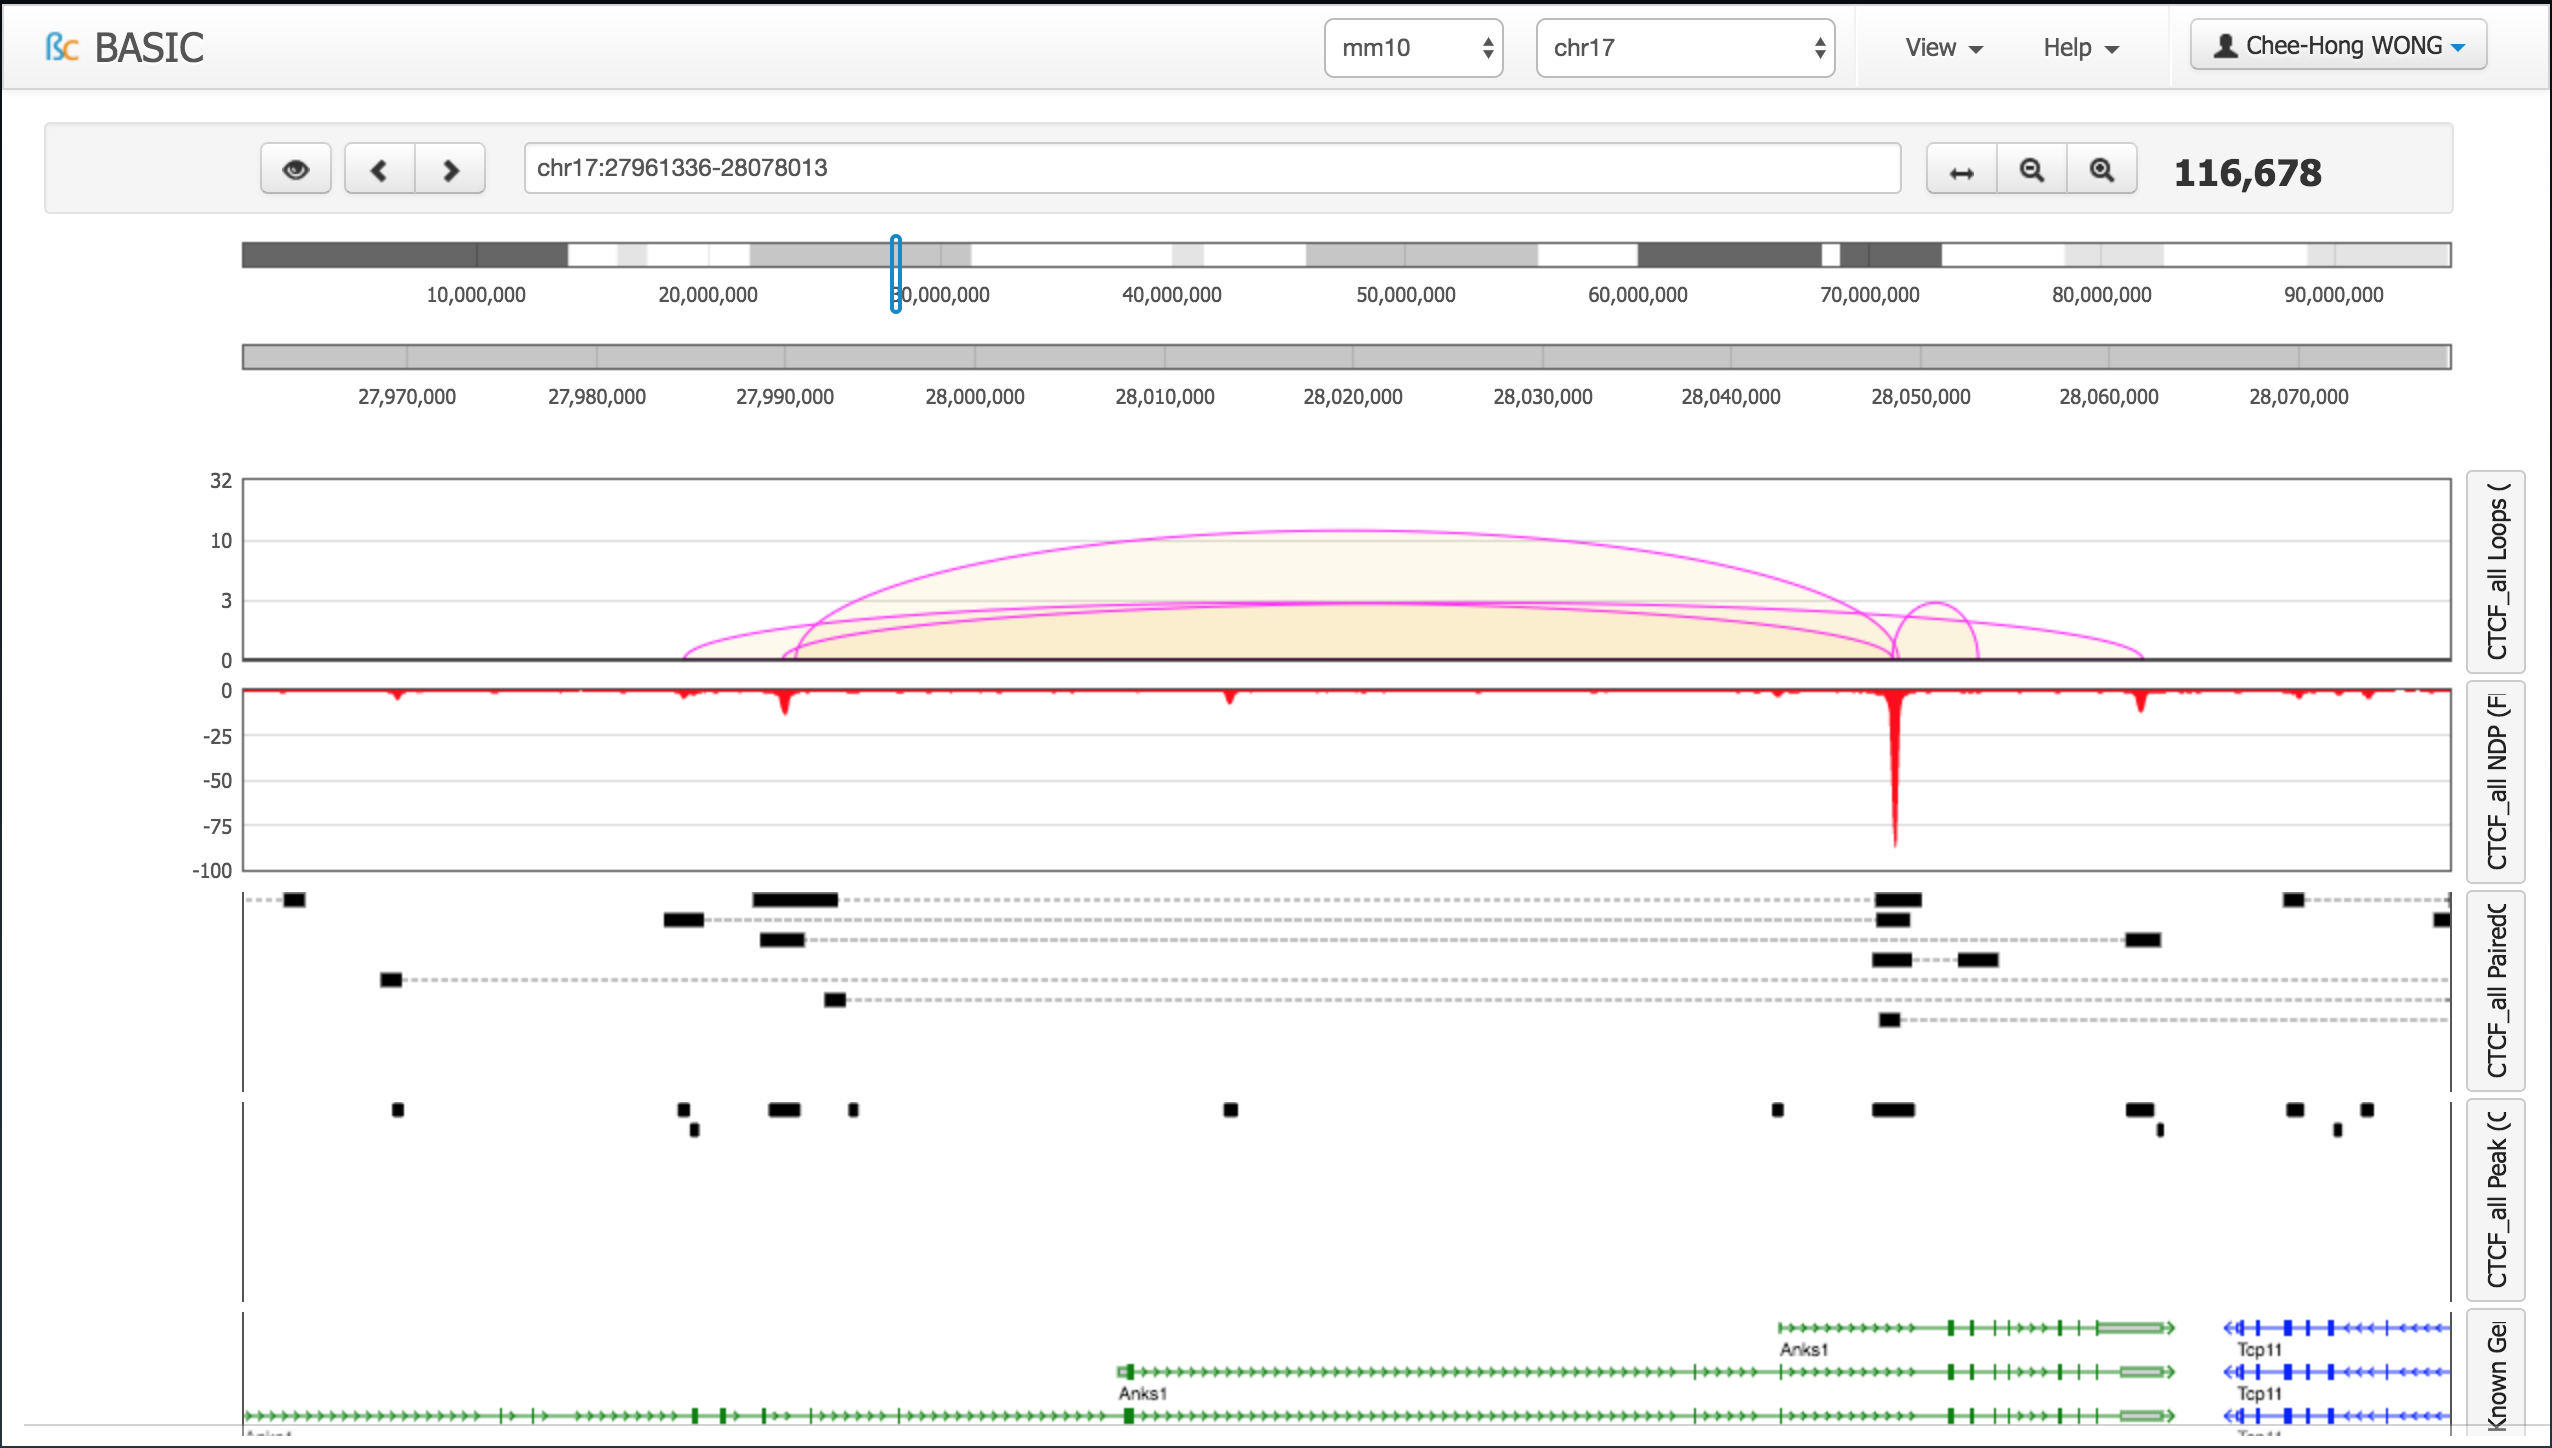 ßc BASIC mm10 chr17 View Help Chee-Hong WONG
chr17:27961336-28078013 116,678
10,000,000 20,000,000 30,000,000 40,000,000 50,000,000 60,000,000 70,000,000 80,000,000 90,000,000
27,970,000 27,980,000 27,990,000 28,000,000 28,010,000 28,020,000 28,030,000 28,040,000 28,050,000 28,060,000 28,070,000
32
10
3
0
CTCF_all Loops (
0
-25
-50
-75
-100
CTCF_all NDP (F
CTCF_all PairedC
CTCF_all Peak (C
Anks1 Tcp11
Anks1 Tcp11
Anks1 Tcp11
Known Ge